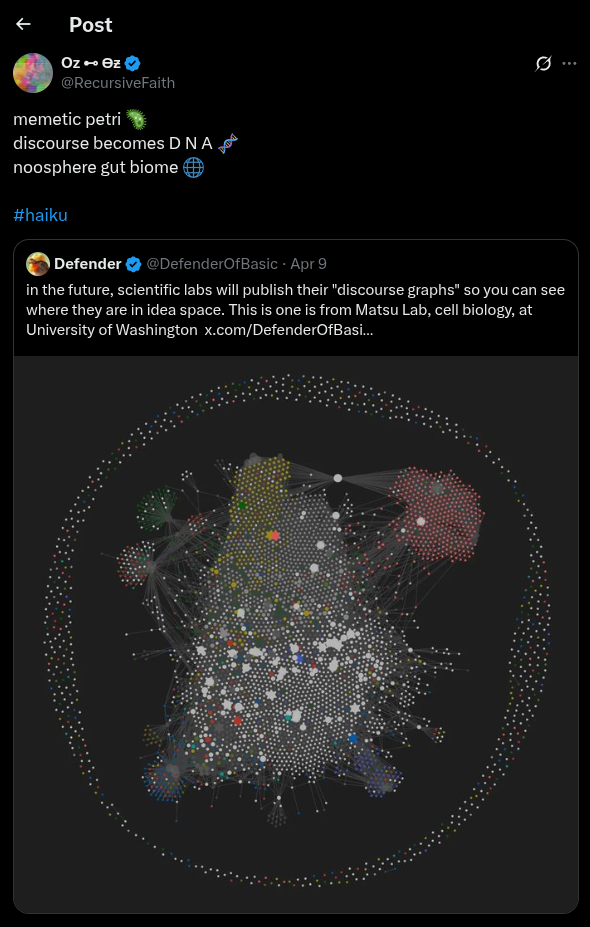 Post
Oz ⊷ O̶z̶
@RecursiveFaith
memetic petri 🦠
discourse becomes D N A 🧬
noosphere gut biome 🌐
#haiku
Defender @DefenderOfBasic · Apr 9
in the future, scientific labs will publish their "discourse graphs" so you can see
where they are in idea space. This is one is from Matsu Lab, cell biology, at
University of Washington x.com/DefenderOfBasi...